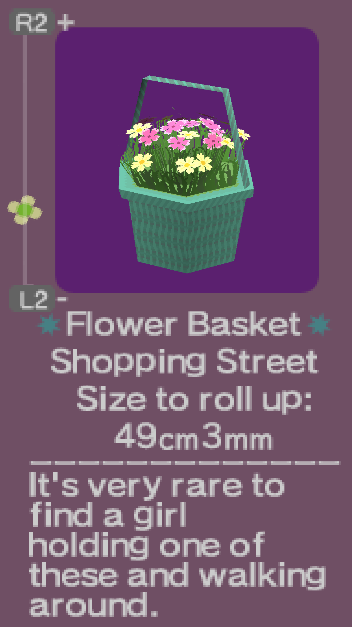 R2 +
L2 -
Flower Basket
Shopping Street
Size to roll up:
49cm3mm
It's very rare to
find a girl
holding one of
these and walking
around.